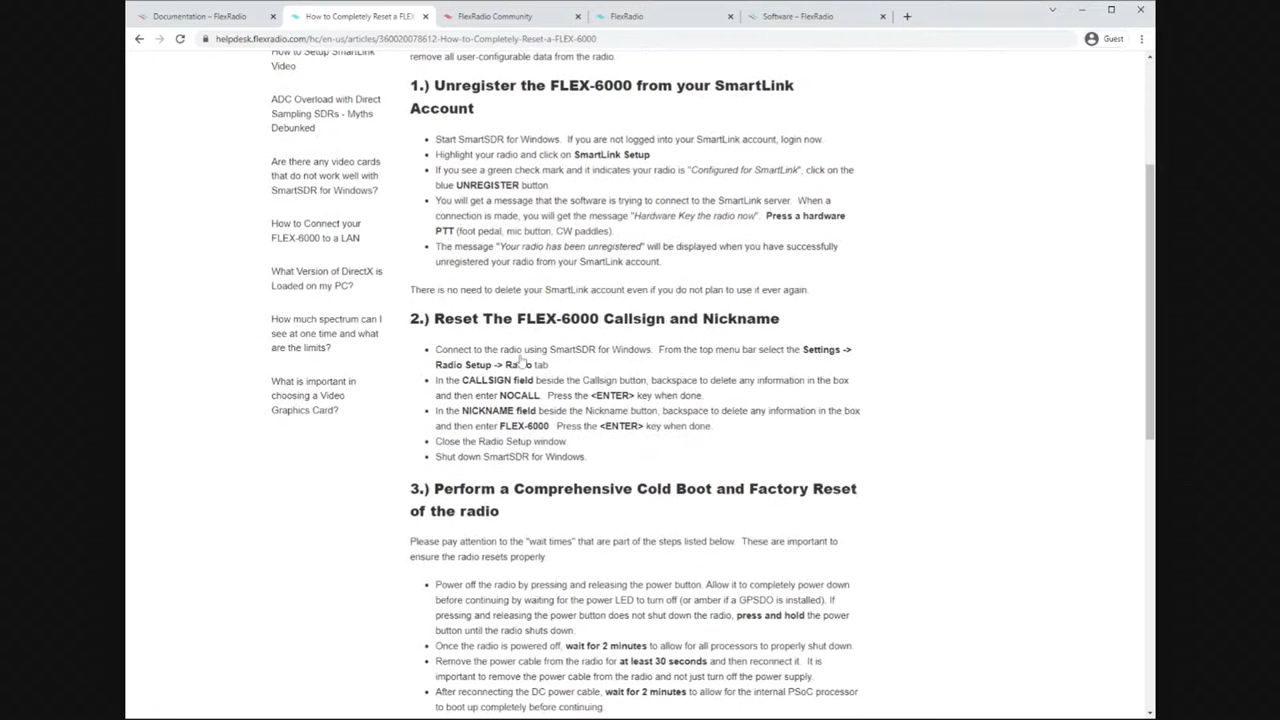 Documentation – FlexRadio
How to Completely Reset a FLEX
FlexRadio Community
FlexRadio
Software – FlexRadio
helpdesk.flexradio.com/hc/en-us/articles/360020078612-How-to-Completely-Reset-a-FLEX-6000
Guest
How to Setup SmartLink
Video
ADC Overload with Direct
Sampling SDRs - Myths
Debunked
Are there any video cards
that do not work well with
SmartSDR for Windows?
How to Connect your
FLEX-6000 to a LAN
What Version of DirectX is
Loaded on my PC?
How much spectrum can I
see at one time and what
are the limits?
What is important in
choosing a Video
Graphics Card?
remove all user-configurable data from the radio.
1.) Unregister the FLEX-6000 from your SmartLink
Account
Start SmartSDR for Windows. If you are not logged into your SmartLink account, login now.
Highlight your radio and click on SmartLink Setup
If you see a green check mark and it indicates your radio is "Configured for SmartLink", click on the
blue UNREGISTER button.
You will get a message that the software is trying to connect to the SmartLink server. When a
connection is made, you will get the message "Hardware Key the radio now". Press a hardware
PTT (foot pedal, mic button, CW paddles).
The message "Your radio has been unregistered" will be displayed when you have successfully
unregistered your radio from your SmartLink account.
There is no need to delete your SmartLink account even if you do not plan to use it ever again.
2.) Reset The FLEX-6000 Callsign and Nickname
Connect to the radio using SmartSDR for Windows. From the top menu bar select the Settings ->
Radio Setup -> Radio tab
In the CALLSIGN field beside the Callsign button, backspace to delete any information in the box
and then enter NOCALL. Press the <ENTER> key when done.
In the NICKNAME field beside the Nickname button, backspace to delete any information in the box
and then enter FLEX-6000 Press the <ENTER> key when done.
Close the Radio Setup window.
Shut down SmartSDR for Windows.
3.) Perform a Comprehensive Cold Boot and Factory Reset
of the radio
Please pay attention to the "wait times" that are part of the steps listed below. These are important to
ensure the radio resets properly
Power off the radio by pressing and releasing the power button. Allow it to completely power down
before continuing by waiting for the power LED to turn off (or amber if a GPSDO is installed). If
pressing and releasing the power button does not shut down the radio, press and hold the power
button until the radio shuts down.
Once the radio is powered off, wait for 2 minutes to allow for all processors to properly shut down
Remove the power cable from the radio for at least 30 seconds and then reconnect it. It is
important to remove the power cable from the radio and not just turn off the power supply.
After reconnecting the DC power cable, wait for 2 minutes to allow for the internal PSoC processor
to boot up completely before continuing